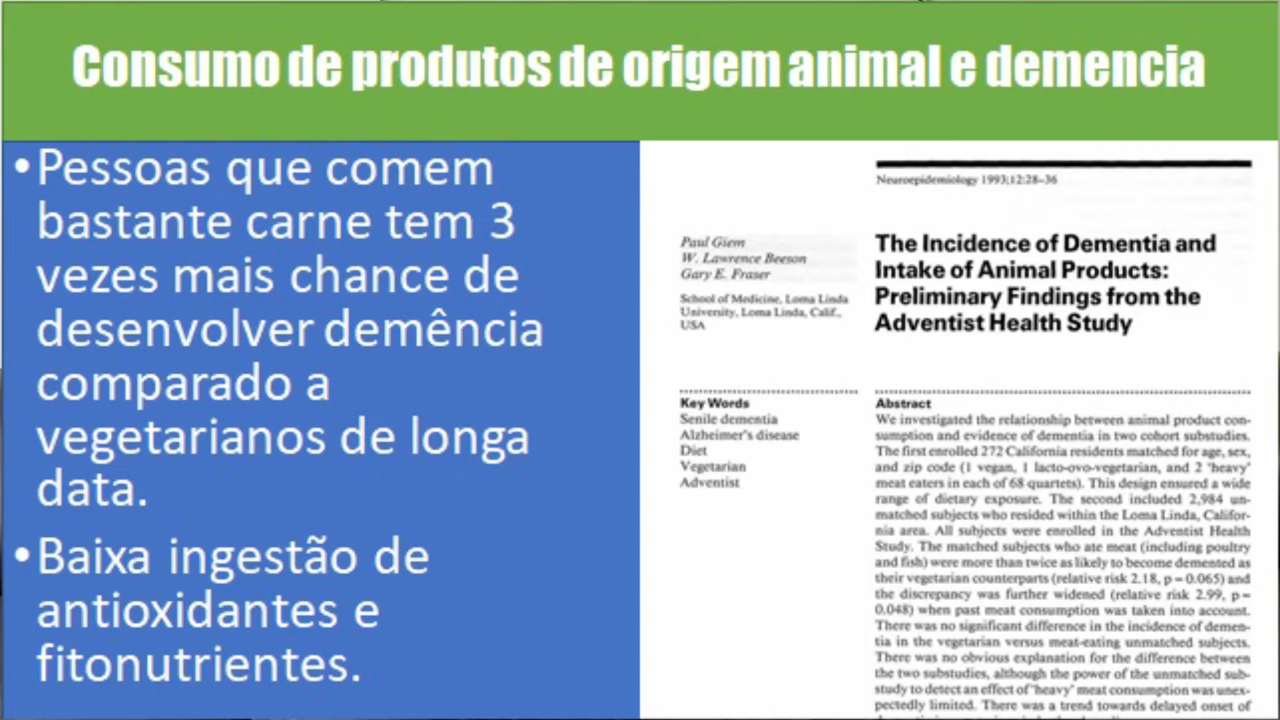 Consumo de produtos de origem animal e demencia
•Pessoas que comem
bastante carne tem 3
vezes mais chance de
desenvolver demência
comparado a
vegetarianos de longa
data.
•Baixa ingestão de
antioxidantes e
fitonutrientes.
Neuroepidemiology 1993;12:28–36
Paul Giem
W. Lawrence Beeson
Gary E. Fraser
School of Medicine, Loma Linda
University, Loma Linda, Calif.,
USA
The Incidence of Dementia and
Intake of Animal Products:
Preliminary Findings from the
Adventist Health Study
Key Words
Senile dementia
Alzheimer's disease
Diet
Vegetarian
Adventist
Abstract
We investigated the relationship between animal product con-
sumption and evidence of dementia in two cohort substudies.
The first enrolled 272 California residents matched for age, sex,
and zip code (1 vegan, 1 lacto-ovo-vegetarian, and 2 'heavy'
meat eaters in each of 68 quartets). This design ensured a wide
range of dietary exposure. The second included 2,984 un-
matched subjects who resided within the Loma Linda, Califor-
nia area. All subjects were enrolled in the Adventist Health
Study. The matched subjects who ate meat (including poultry
and fish) were more than twice as likely to become demented as
their vegetarian counterparts (relative risk 2.18, p = 0.065) and
the discrepancy was further widened (relative risk 2.99, p =
0.048) when past meat consumption was taken into account.
There was no significant difference in the incidence of demen-
tia in the vegetarian versus meat-eating unmatched subjects.
There was no obvious explanation for the difference between
the two substudies, although the power of the unmatched sub-
study to detect an effect of 'heavy' meat consumption was unex-
pectedly limited. There was a trend towards delayed onset of